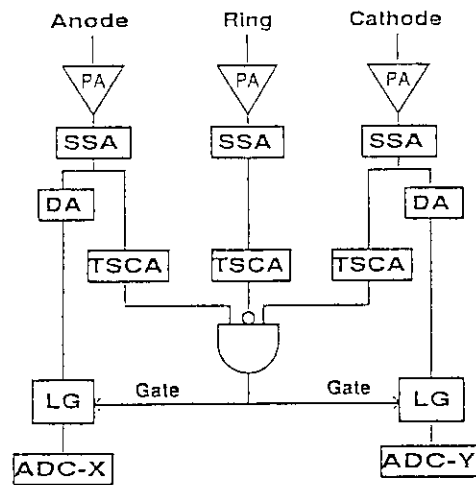 Anode Ring Cathode
PA PA PA
SSA SSA SSA
DA DA
TSCA TSCA TSCA
Gate Gate
LG LG
ADC-X ADC-Y